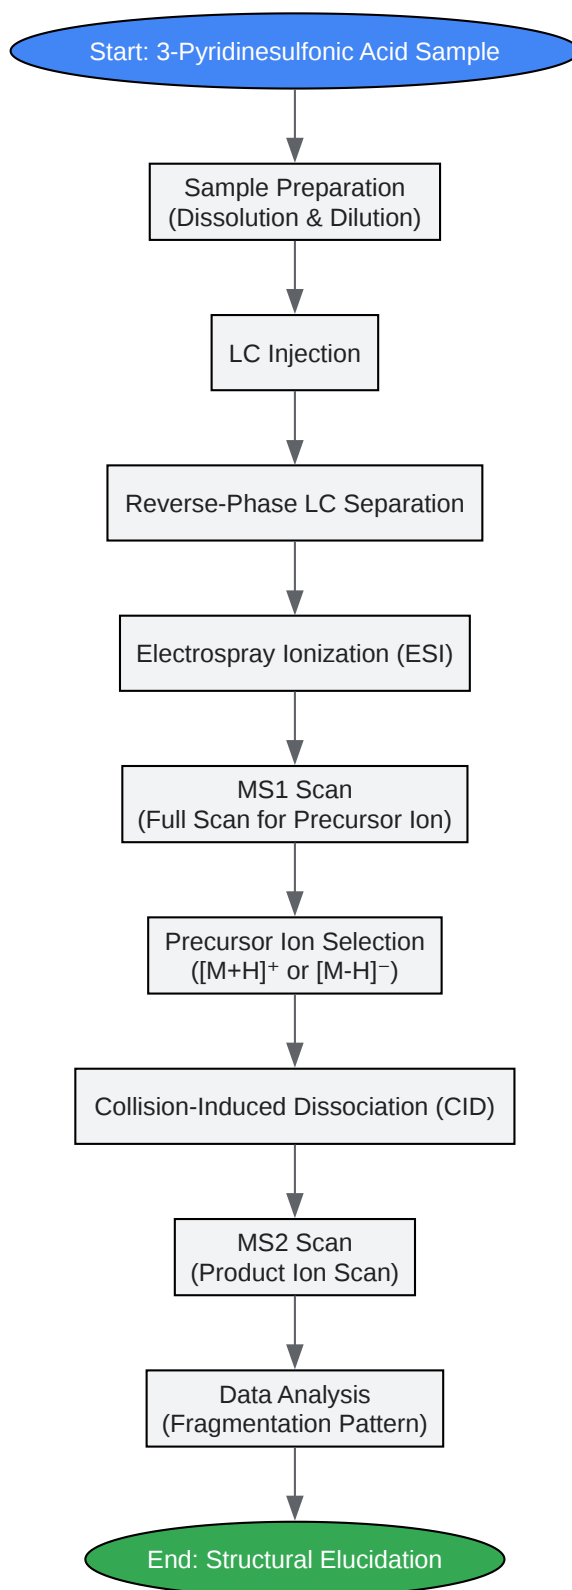 Start: 3-Pyridinesulfonic Acid Sample
Sample Preparation
(Dissolution & Dilution)
LC Injection
Reverse-Phase LC Separation
Electrospray Ionization (ESI)
MS1 Scan
(Full Scan for Precursor Ion)
Precursor Ion Selection
([M+H]⁺ or [M-H]⁻)
Collision-Induced Dissociation (CID)
MS2 Scan
(Product Ion Scan)
Data Analysis
(Fragmentation Pattern)
End: Structural Elucidation